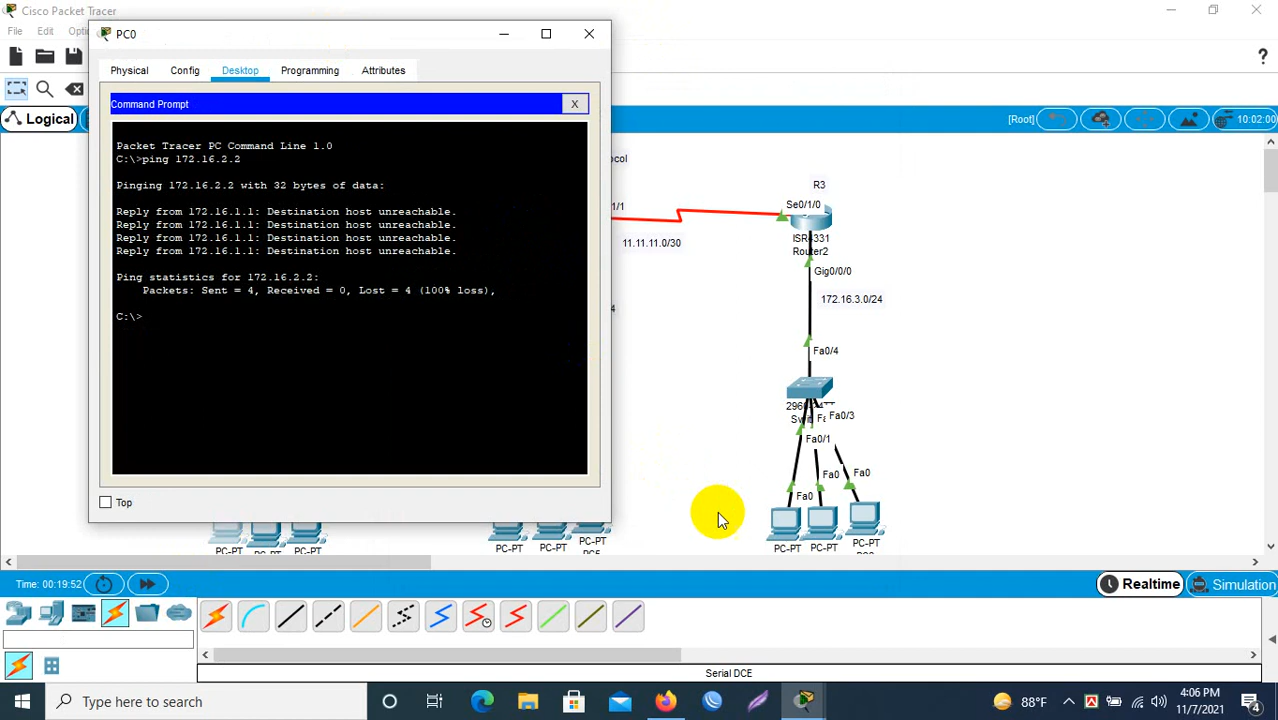 Cisco Packet Tracer
File Edit
PC0
Physical Config Desktop Programming Attributes
?
Command Prompt
X
Logical
[Root]
10:02:00
Packet Tracer PC Command Line 1.0
C:\>ping 172.16.2.2
Pinging 172.16.2.2 with 32 bytes of data:
Reply from 172.16.1.1: Destination host unreachable.
Reply from 172.16.1.1: Destination host unreachable.
Reply from 172.16.1.1: Destination host unreachable.
Reply from 172.16.1.1: Destination host unreachable.
Ping statistics for 172.16.2.2:
Packets: Sent = 4, Received = 0, Lost = 4 (100% loss),
C:\>
Top
R3
Se0/1/0
11.11.11.0/30
ISR4331
Router2
Gig0/0/0
172.16.3.0/24
Fa0/4
Fa0/3
Fa0/1
Fa0
Fa0
Fa0
PC-PT
PC-PT
PC-PT
PC-PT
PC-PT
PC-PT
PC-PT
PC-PT
PC-PT
Time: 00:19:52
Realtime
Simulation
Serial DCE
Type here to search
88°F
4:06 PM
11/7/2021
4